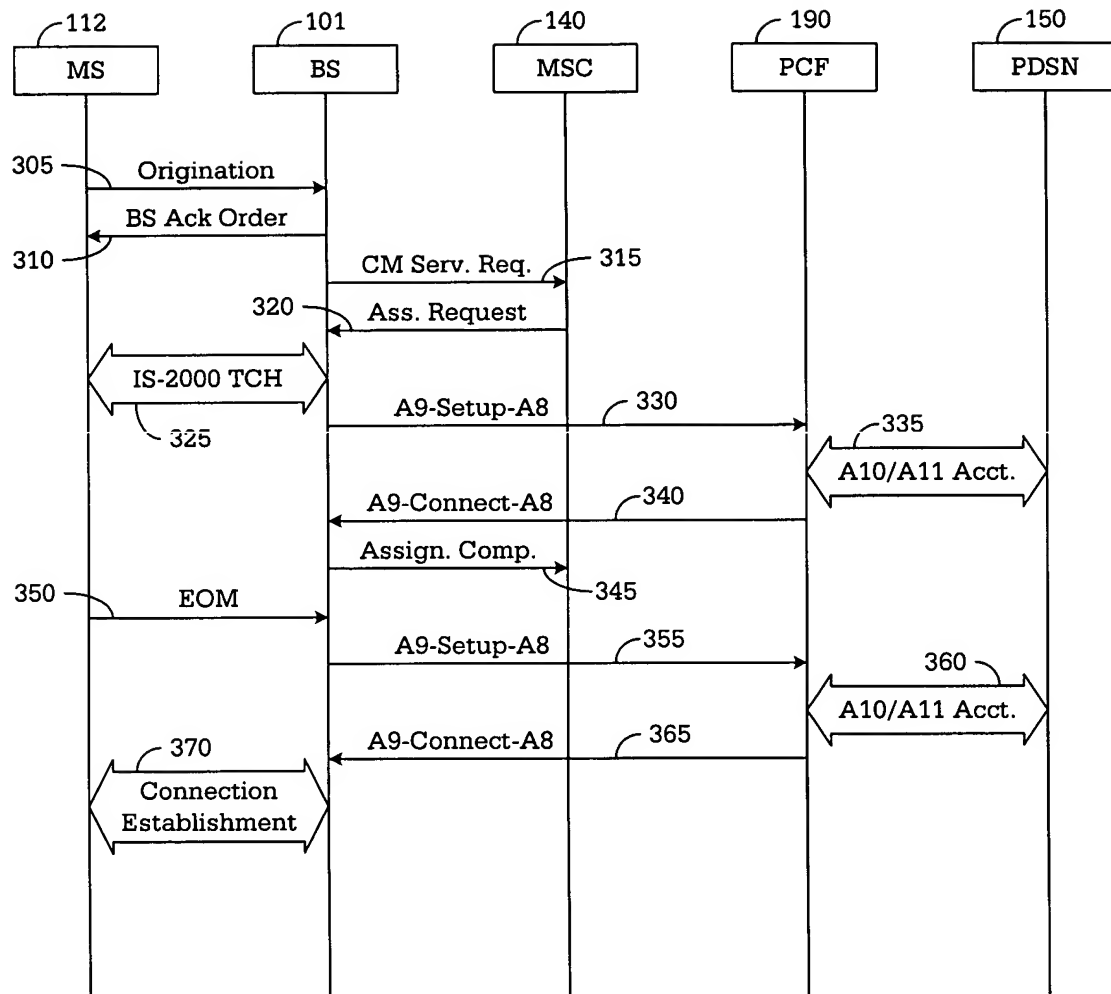 112
101
140
190
150
MS
BS
MSC
PCF
PDSN
305
Origination
BS Ack Order
310
CM Serv. Req.
315
320
Ass. Request
IS-2000 TCH
325
A9-Setup-A8
330
335
A10/A11 Acct.
A9-Connect-A8
340
Assign. Comp.
345
350
EOM
A9-Setup-A8
355
360
A10/A11 Acct.
A9-Connect-A8
365
370
Connection
Establishment